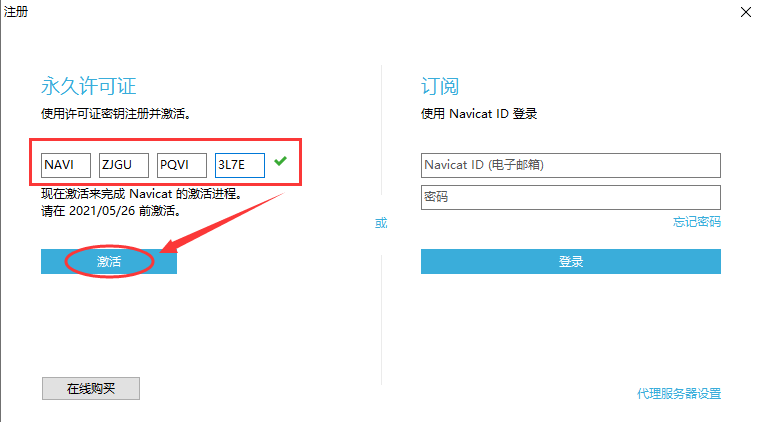 注册
永久许可证
使用许可证密钥注册并激活。
NAVI ZJGU PQVI 3L7E
现在激活来完成 Navicat 的激活进程。
请在 2021/05/26 前激活。
激活
在线购买
或
订阅
使用 Navicat ID 登录
Navicat ID (电子邮箱)
密码
忘记密码
登录
代理服务器设置